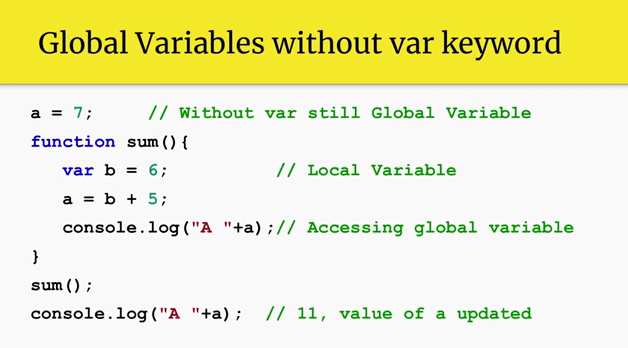 Global Variables without var keyword
a = 7;     // Without var still Global Variable
function sum(){
   var b = 6;          // Local Variable
   a = b + 5;
   console.log("A "+a);// Accessing global variable
}
sum();
console.log("A "+a);  // 11, value of a updated